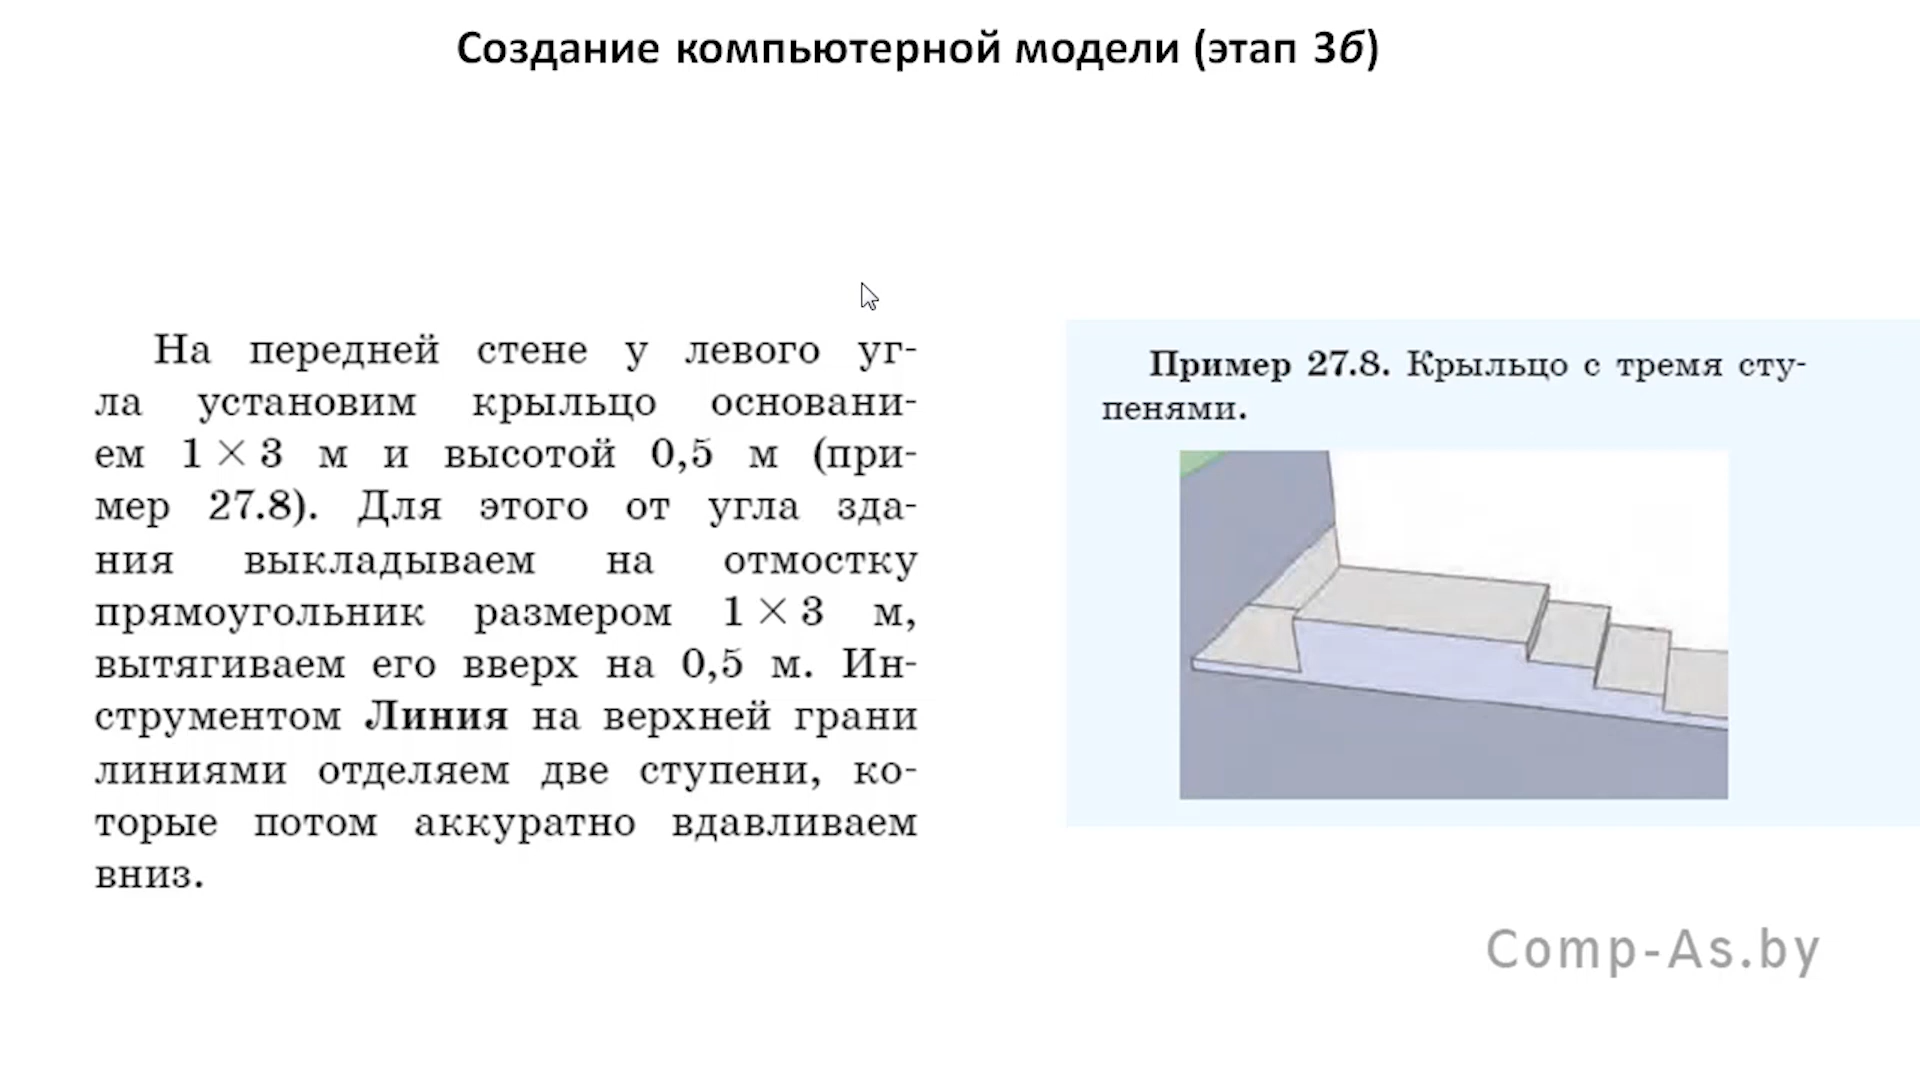 Создание компьютерной модели (этап 3б)
На передней стене у левого уг-
ла установим крыльцо основани-
ем 1 × 3 м и высотой 0,5 м (при-
мер 27.8). Для этого от угла зда-
ния выкладываем на отмостку
прямоугольник размером 1 × 3 м,
вытягиваем его вверх на 0,5 м. Ин-
струментом Линия на верхней грани
линиями отделяем две ступени, ко-
торые потом аккуратно вдавливаем
вниз.
Пример 27.8. Крыльцо с тремя сту-
пенями.
Comp-As.by